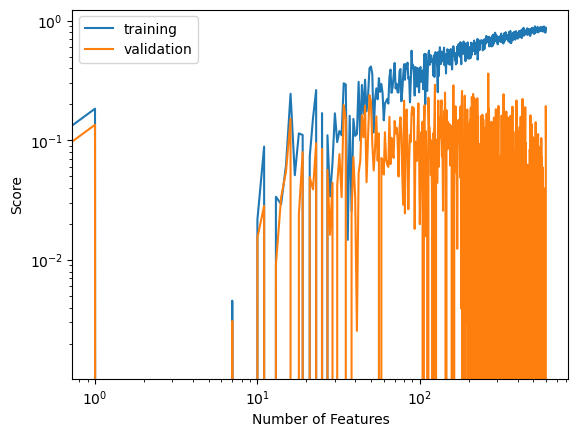 training
validation
10⁰
10⁻¹
10⁻²
Score
10⁰
10¹
10²
Number of Features